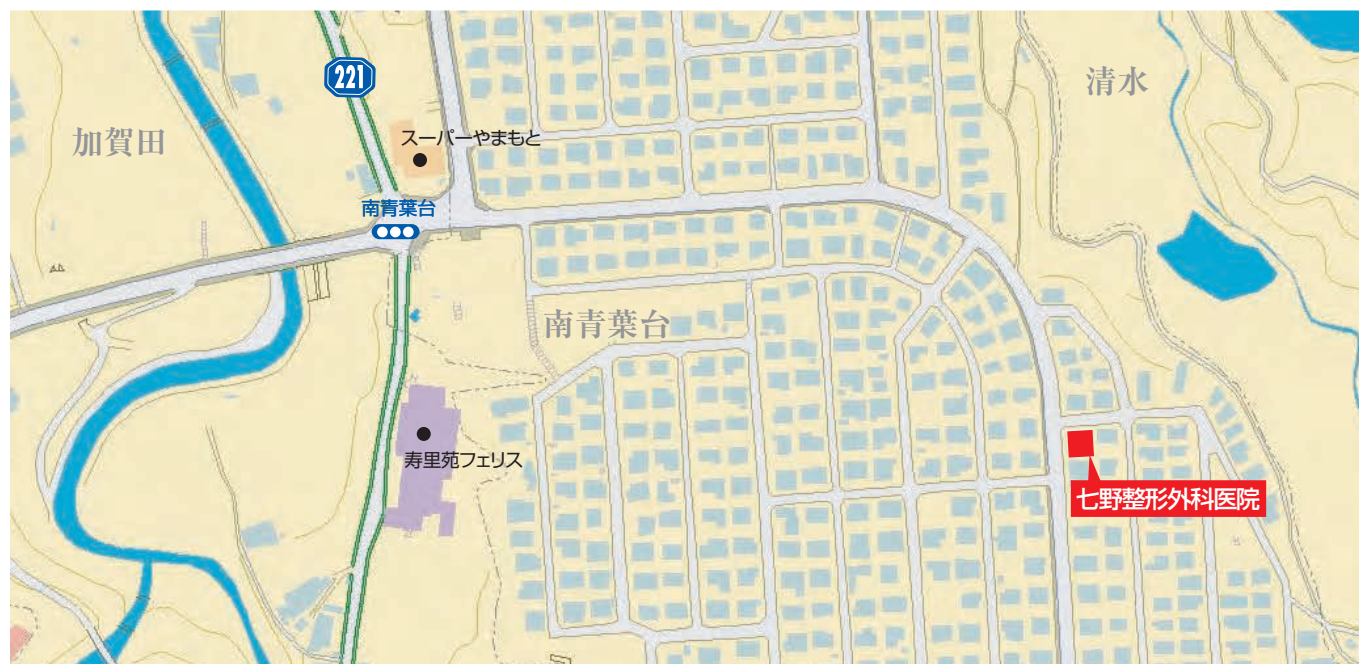 221
清水
加賀田
スーパーやまもと
南青葉台
南青葉台
寿里苑フェリス
七野整形外科医院